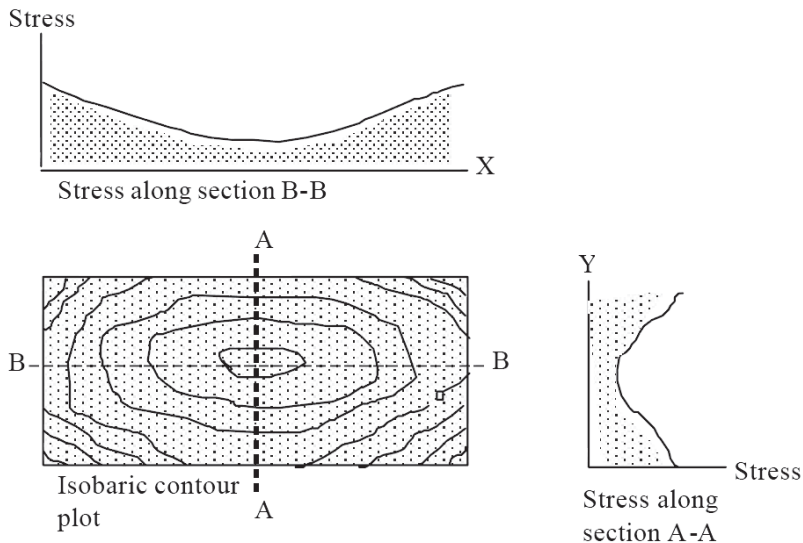 Stress
X
Stress along section B-B
A
Y
B
B
Isobaric contour
plot
A
Stress
Stress along
section A-A